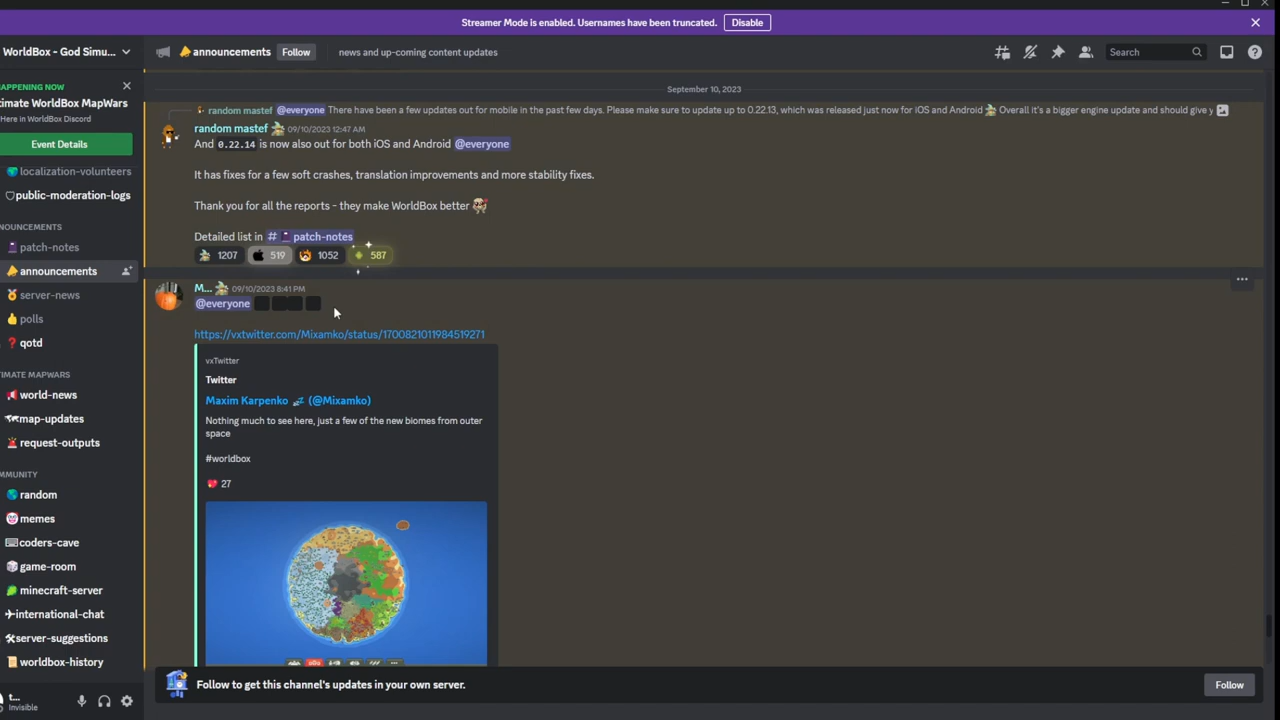 Streamer Mode is enabled. Usernames have been truncated. Disable
WorldBox - God Simu...
announcements Follow news and up-coming content updates
Search
APPENING NOW
timate WorldBox MapWars
Here in WorldBox Discord
Event Details
localization-volunteers
public-moderation-logs
NOUNCEMENTS
patch-notes
announcements
server-news
polls
qotd
TIMATE MAPWARS
world-news
map-updates
request-outputs
MMUNITY
random
memes
coders-cave
game-room
minecraft-server
international-chat
server-suggestions
worldbox-history
t...
Invisible
September 10, 2023
random mastef @everyone There have been a few updates out for mobile in the past few days. Please make sure to update up to 0.22.13, which was released just now for iOS and Android Overall it's a bigger engine update and should give y
random mastef 09/10/2023 12:47 AM
And 0.22.14 is now also out for both iOS and Android @everyone
It has fixes for a few soft crashes, translation improvements and more stability fixes.
Thank you for all the reports - they make WorldBox better
Detailed list in # patch-notes
1207 519 1052 587
M... 09/10/2023 8:41 PM
@everyone
https://vxtwitter.com/Mixamko/status/1700821011984519271
vxTwitter
Twitter
Maxim Karpenko (@Mixamko)
Nothing much to see here, just a few of the new biomes from outer
space
#worldbox
27
Follow to get this channel's updates in your own server.
Follow